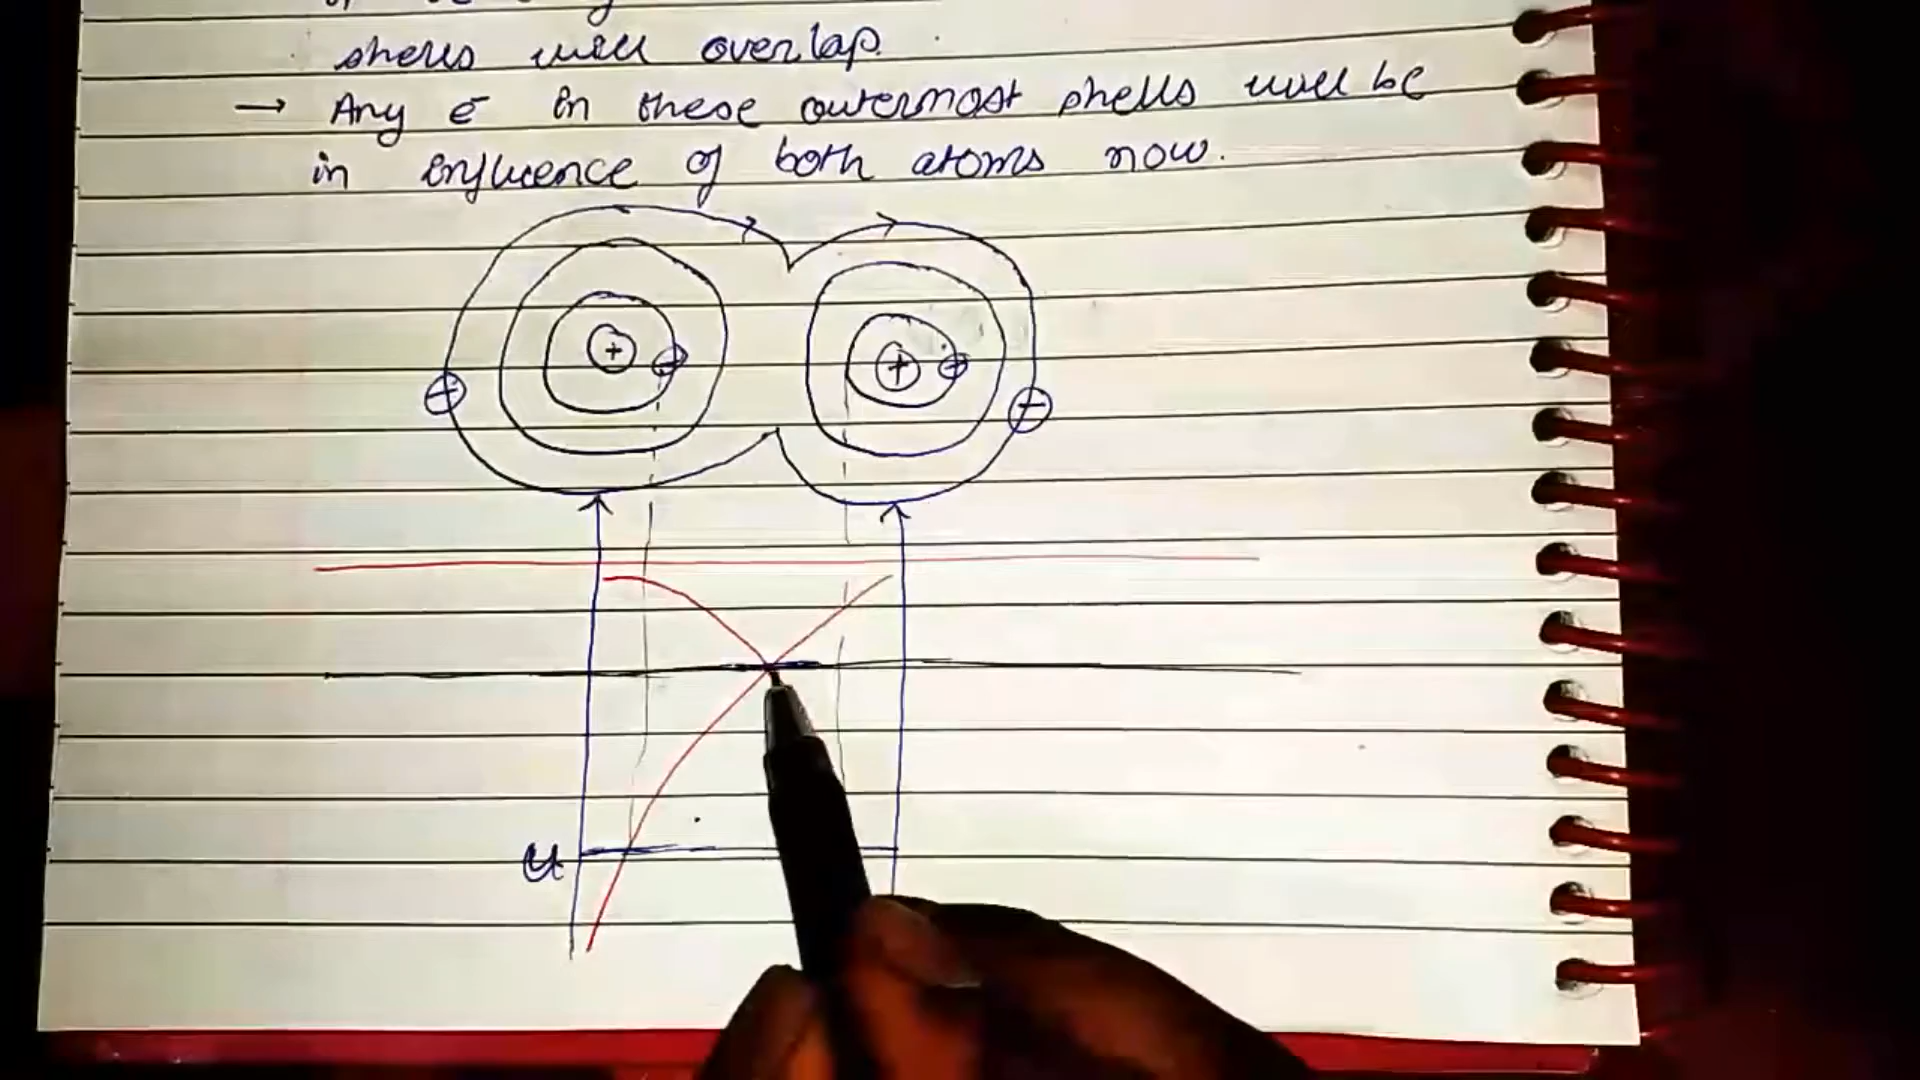 shells will overlap.
→ Any e⁻ in these outermost shells will be
in influence of both atoms now.
+ - + -
- -
U